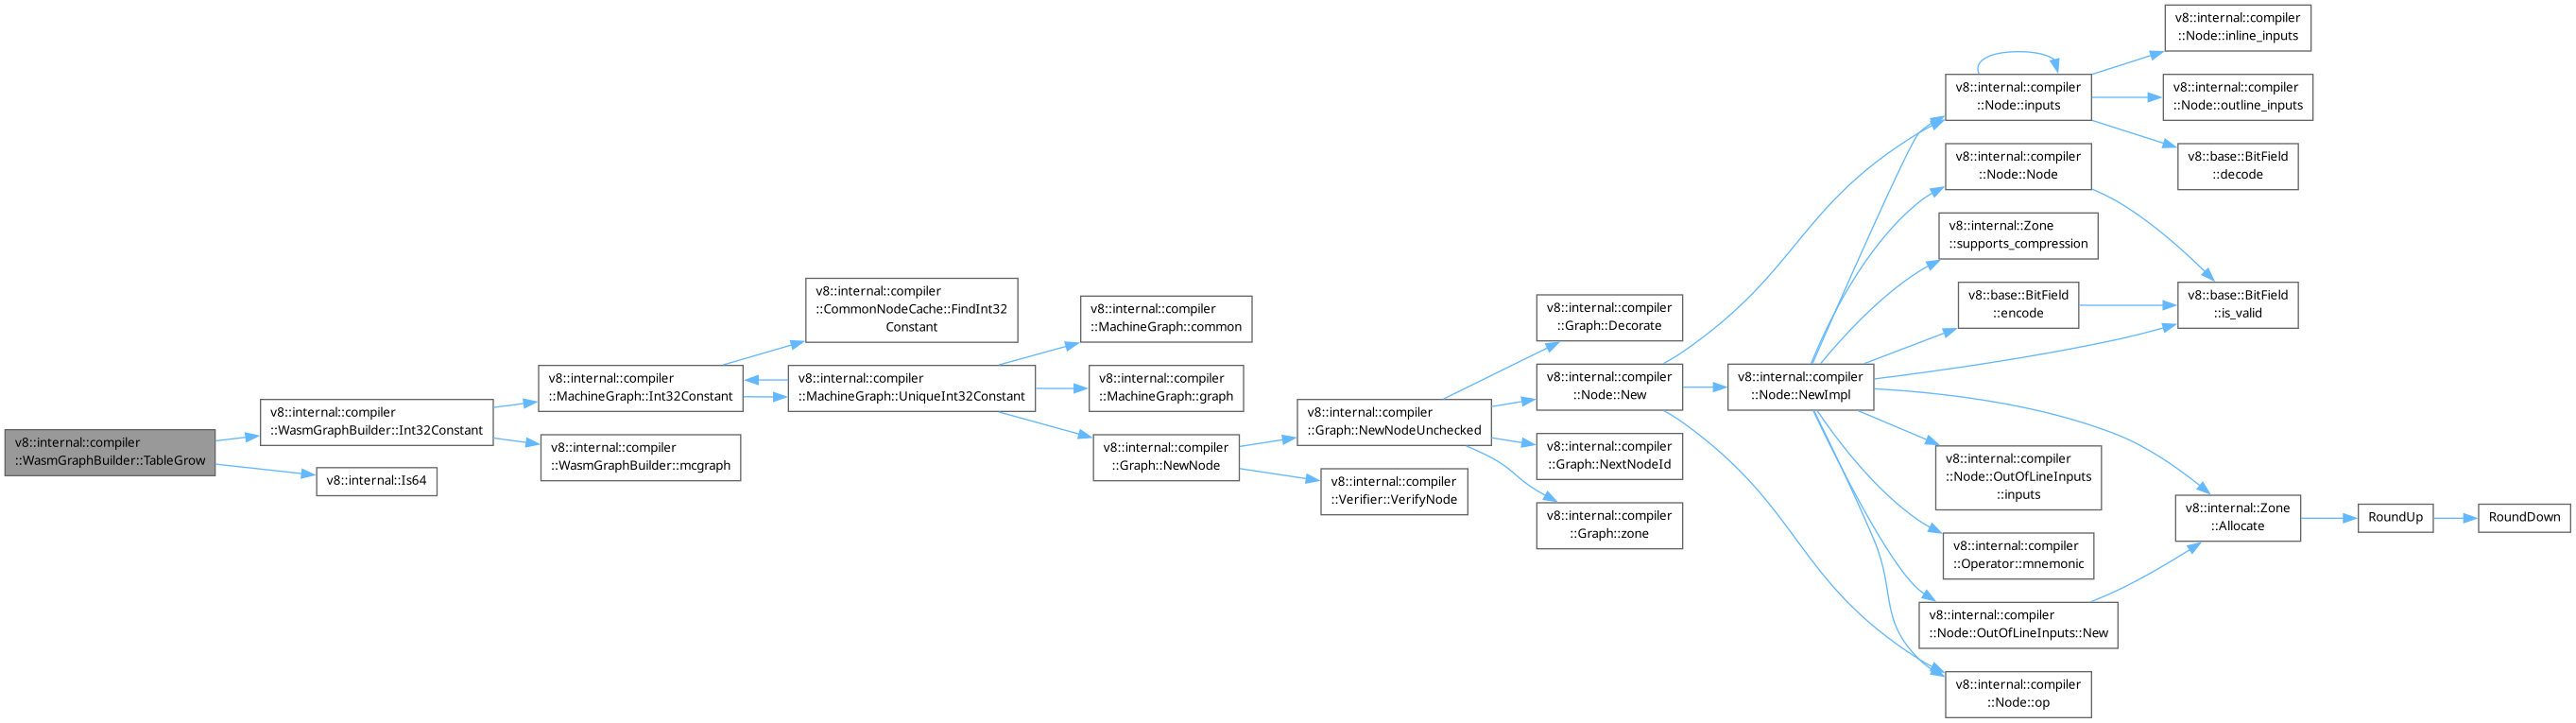 v8::internal::compiler
::WasmGraphBuilder::TableGrow
v8::internal::compiler
::WasmGraphBuilder::Int32Constant
v8::internal::Is64
v8::internal::compiler
::MachineGraph::Int32Constant
v8::internal::compiler
::WasmGraphBuilder::mcgraph
v8::internal::compiler
::CommonNodeCache::FindInt32
Constant
v8::internal::compiler
::MachineGraph::UniqueInt32Constant
v8::internal::compiler
::MachineGraph::common
v8::internal::compiler
::MachineGraph::graph
v8::internal::compiler
::Graph::NewNode
v8::internal::compiler
::Graph::NewNodeUnchecked
v8::internal::compiler
::Verifier::VerifyNode
v8::internal::compiler
::Graph::Decorate
v8::internal::compiler
::Node::New
v8::internal::compiler
::Graph::NextNodeId
v8::internal::compiler
::Graph::zone
v8::internal::compiler
::Node::NewImpl
v8::internal::compiler
::Node::inputs
v8::internal::compiler
::Node::Node
v8::internal::Zone
::supports_compression
v8::base::BitField
::encode
v8::internal::compiler
::Node::OutOfLineInputs
::inputs
v8::internal::compiler
::Operator::mnemonic
v8::internal::compiler
::Node::OutOfLineInputs::New
v8::internal::compiler
::Node::op
v8::internal::compiler
::Node::inline_inputs
v8::internal::compiler
::Node::outline_inputs
v8::base::BitField
::decode
v8::base::BitField
::is_valid
v8::internal::Zone
::Allocate
RoundUp
RoundDown